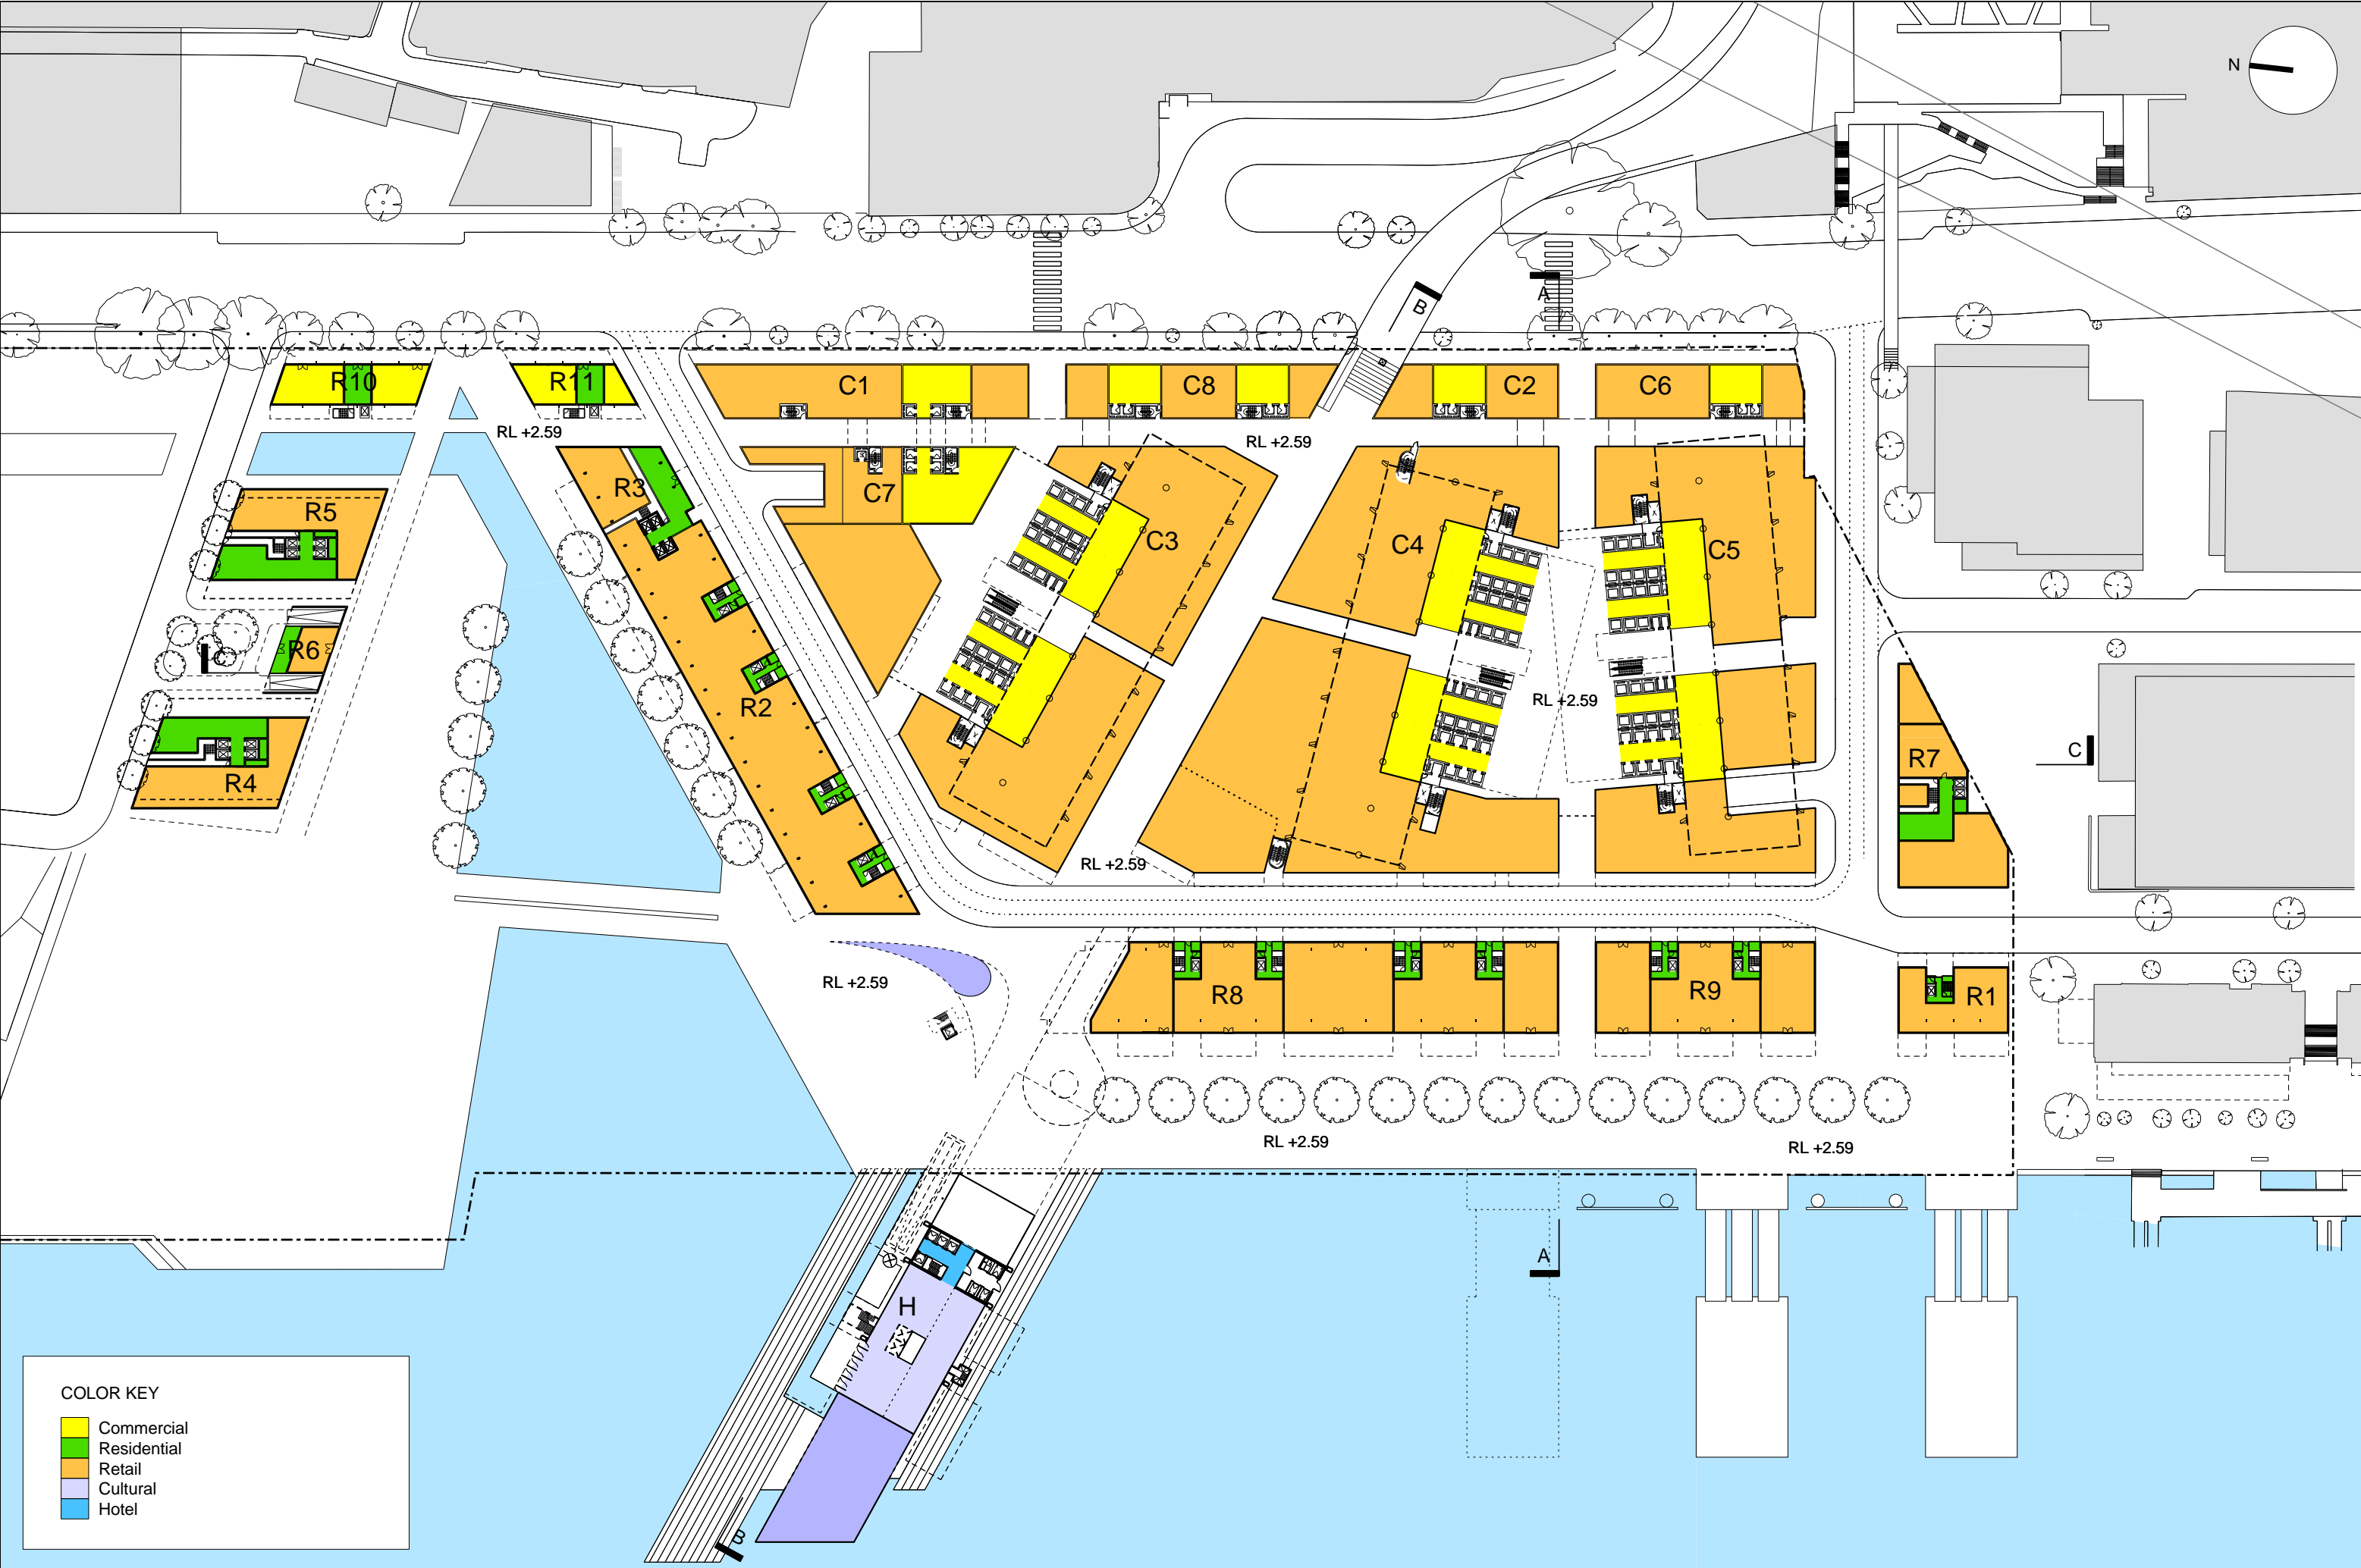 N
A
B
R10
R11
C1
C8
C2
C6
RL +2.59
RL +2.59
R3
C7
R5
C3
C4
C5
R6
R2
RL +2.59
C
R7
R4
RL +2.59
RL +2.59
R8
R9
R1
RL +2.59
RL +2.59
A
H
COLOR KEY
Commercial
Residential
Retail
Cultural
Hotel
B